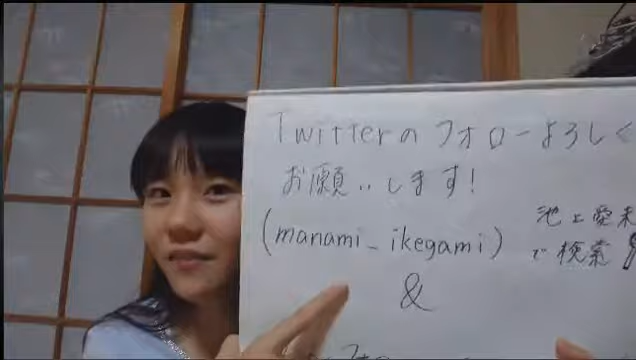 Twitterのフォローよろしく
お願いします!
(manami_ikegami)
池上愛来
で検索
&